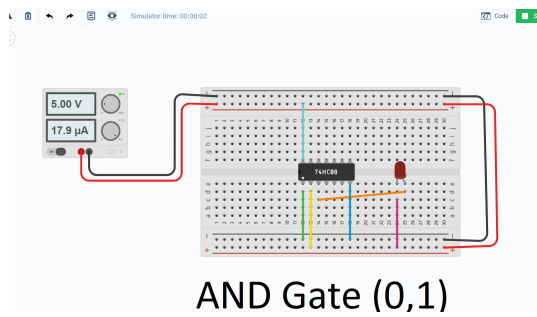 Simulator time: 00:00:02
Code
S
5.00 V
17.9 µA
74HC08
AND Gate (0,1)